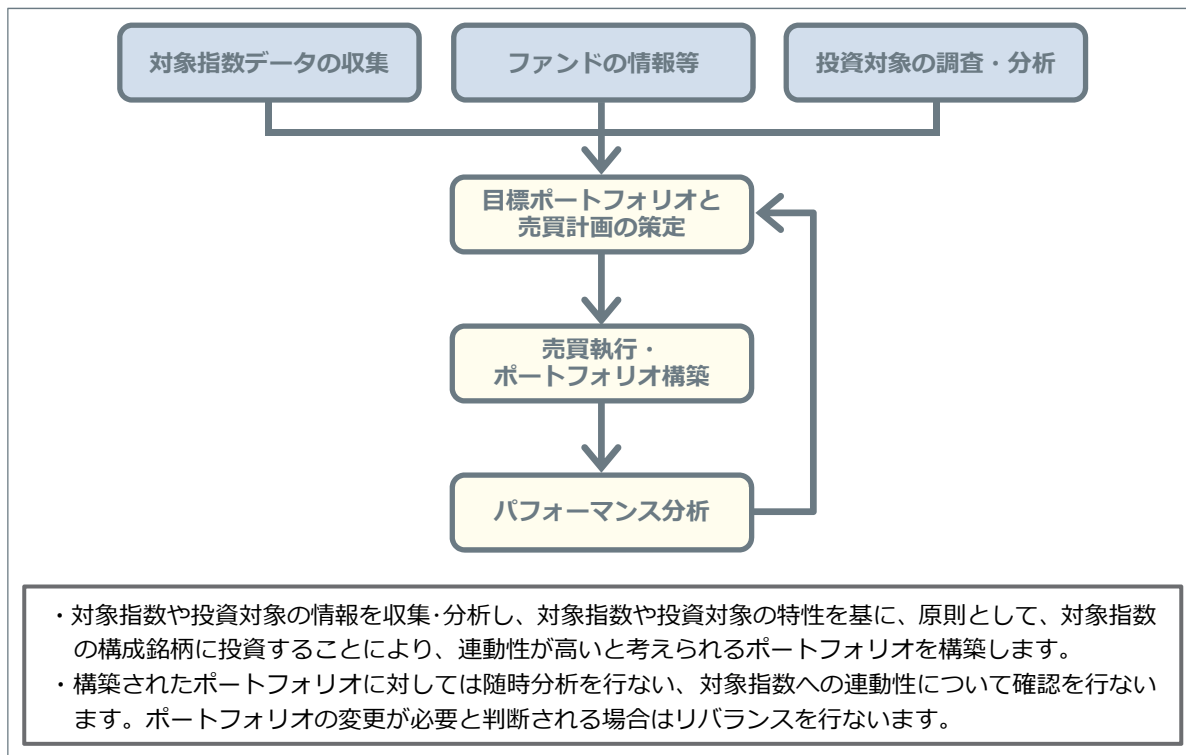 対象指数データの収集
ファンドの情報等
投資対象の調査・分析
目標ポートフォリオと
売買計画の策定
売買執行・
ポートフォリオ構築
パフォーマンス分析
・対象指数や投資対象の情報を収集・分析し、対象指数や投資対象の特性を基に、原則として、対象指数
の構成銘柄に投資することにより、連動性が高いと考えられるポートフォリオを構築します。
・構築されたポートフォリオに対しては随時分析を行ない、対象指数への連動性について確認を行ない
ます。ポートフォリオの変更が必要と判断される場合はリバランスを行ないます。